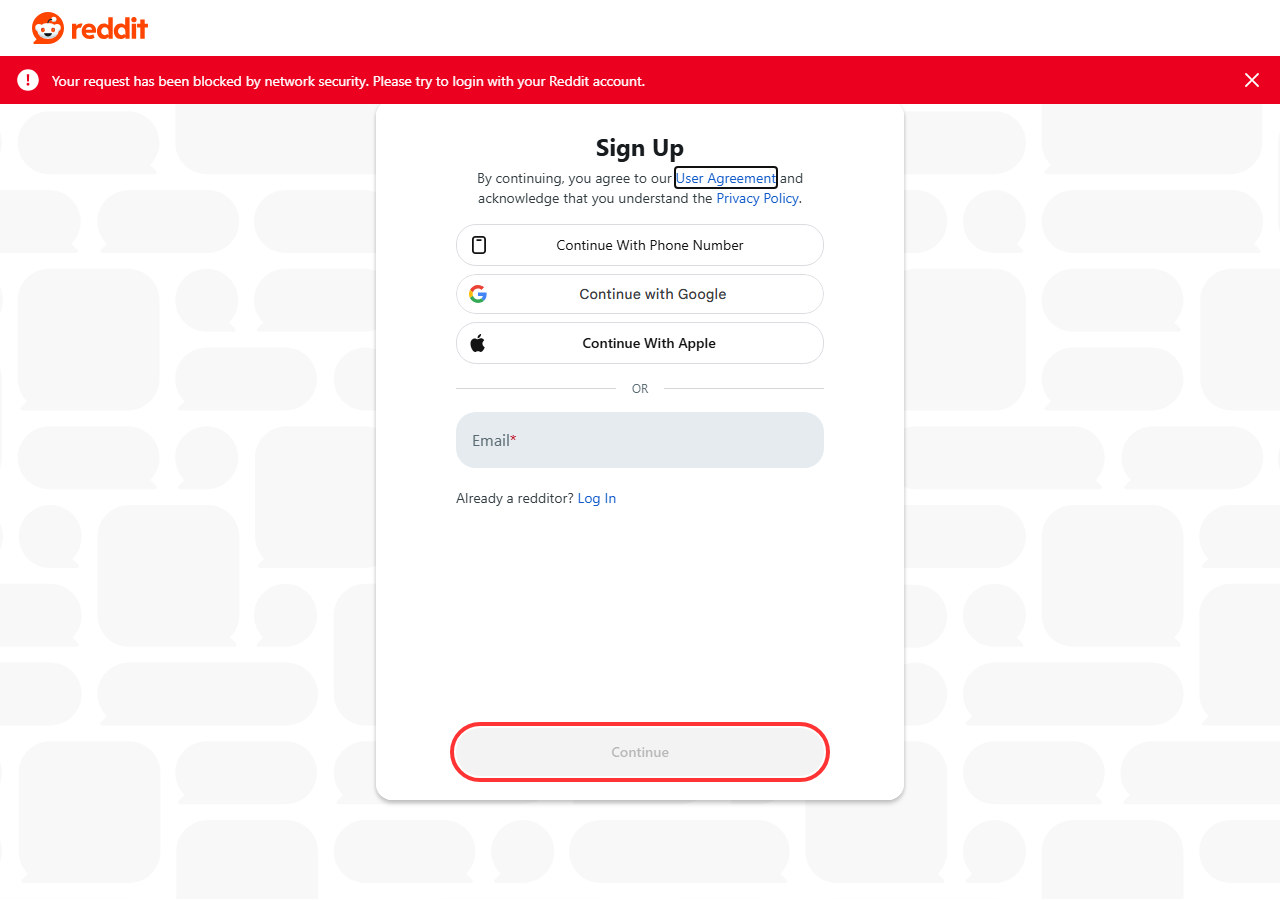 reddit
Your request has been blocked by network security. Please try to login with your Reddit account.
Sign Up
By continuing, you agree to our User Agreement and
acknowledge that you understand the Privacy Policy.
Continue With Phone Number
Continue with Google
Continue With Apple
OR
Email*
Already a redditor? Log In
Continue